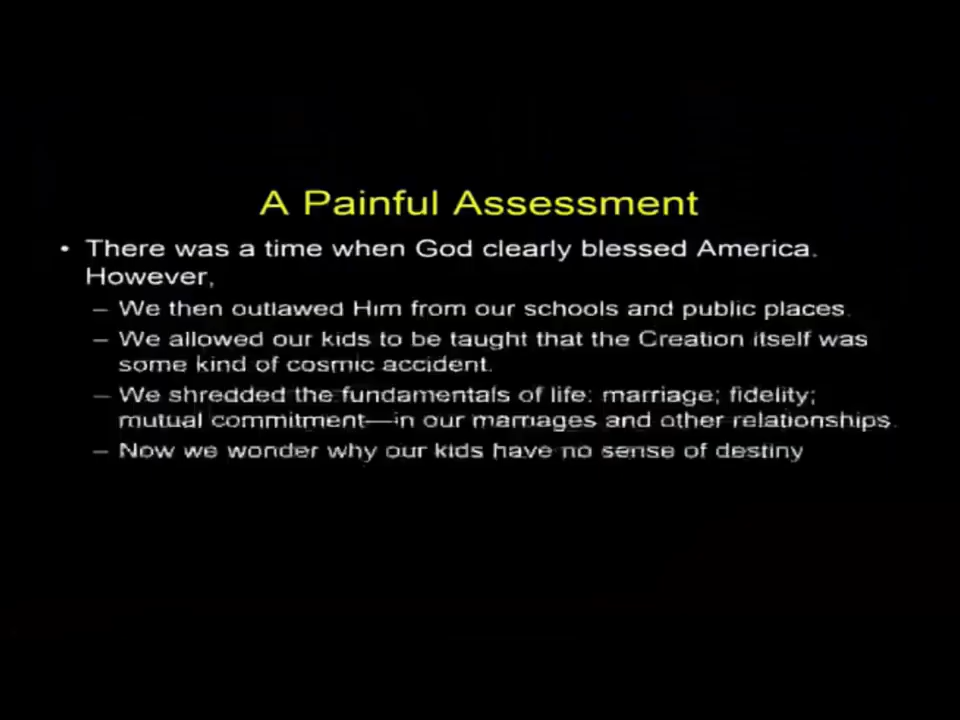 A Painful Assessment
• There was a time when God clearly blessed America.
However,
– We then outlawed Him from our schools and public places.
– We allowed our kids to be taught that the Creation itself was
some kind of cosmic accident.
– We shredded the fundamentals of life: marriage; fidelity;
mutual commitment—in our marriages and other relationships.
– Now we wonder why our kids have no sense of destiny